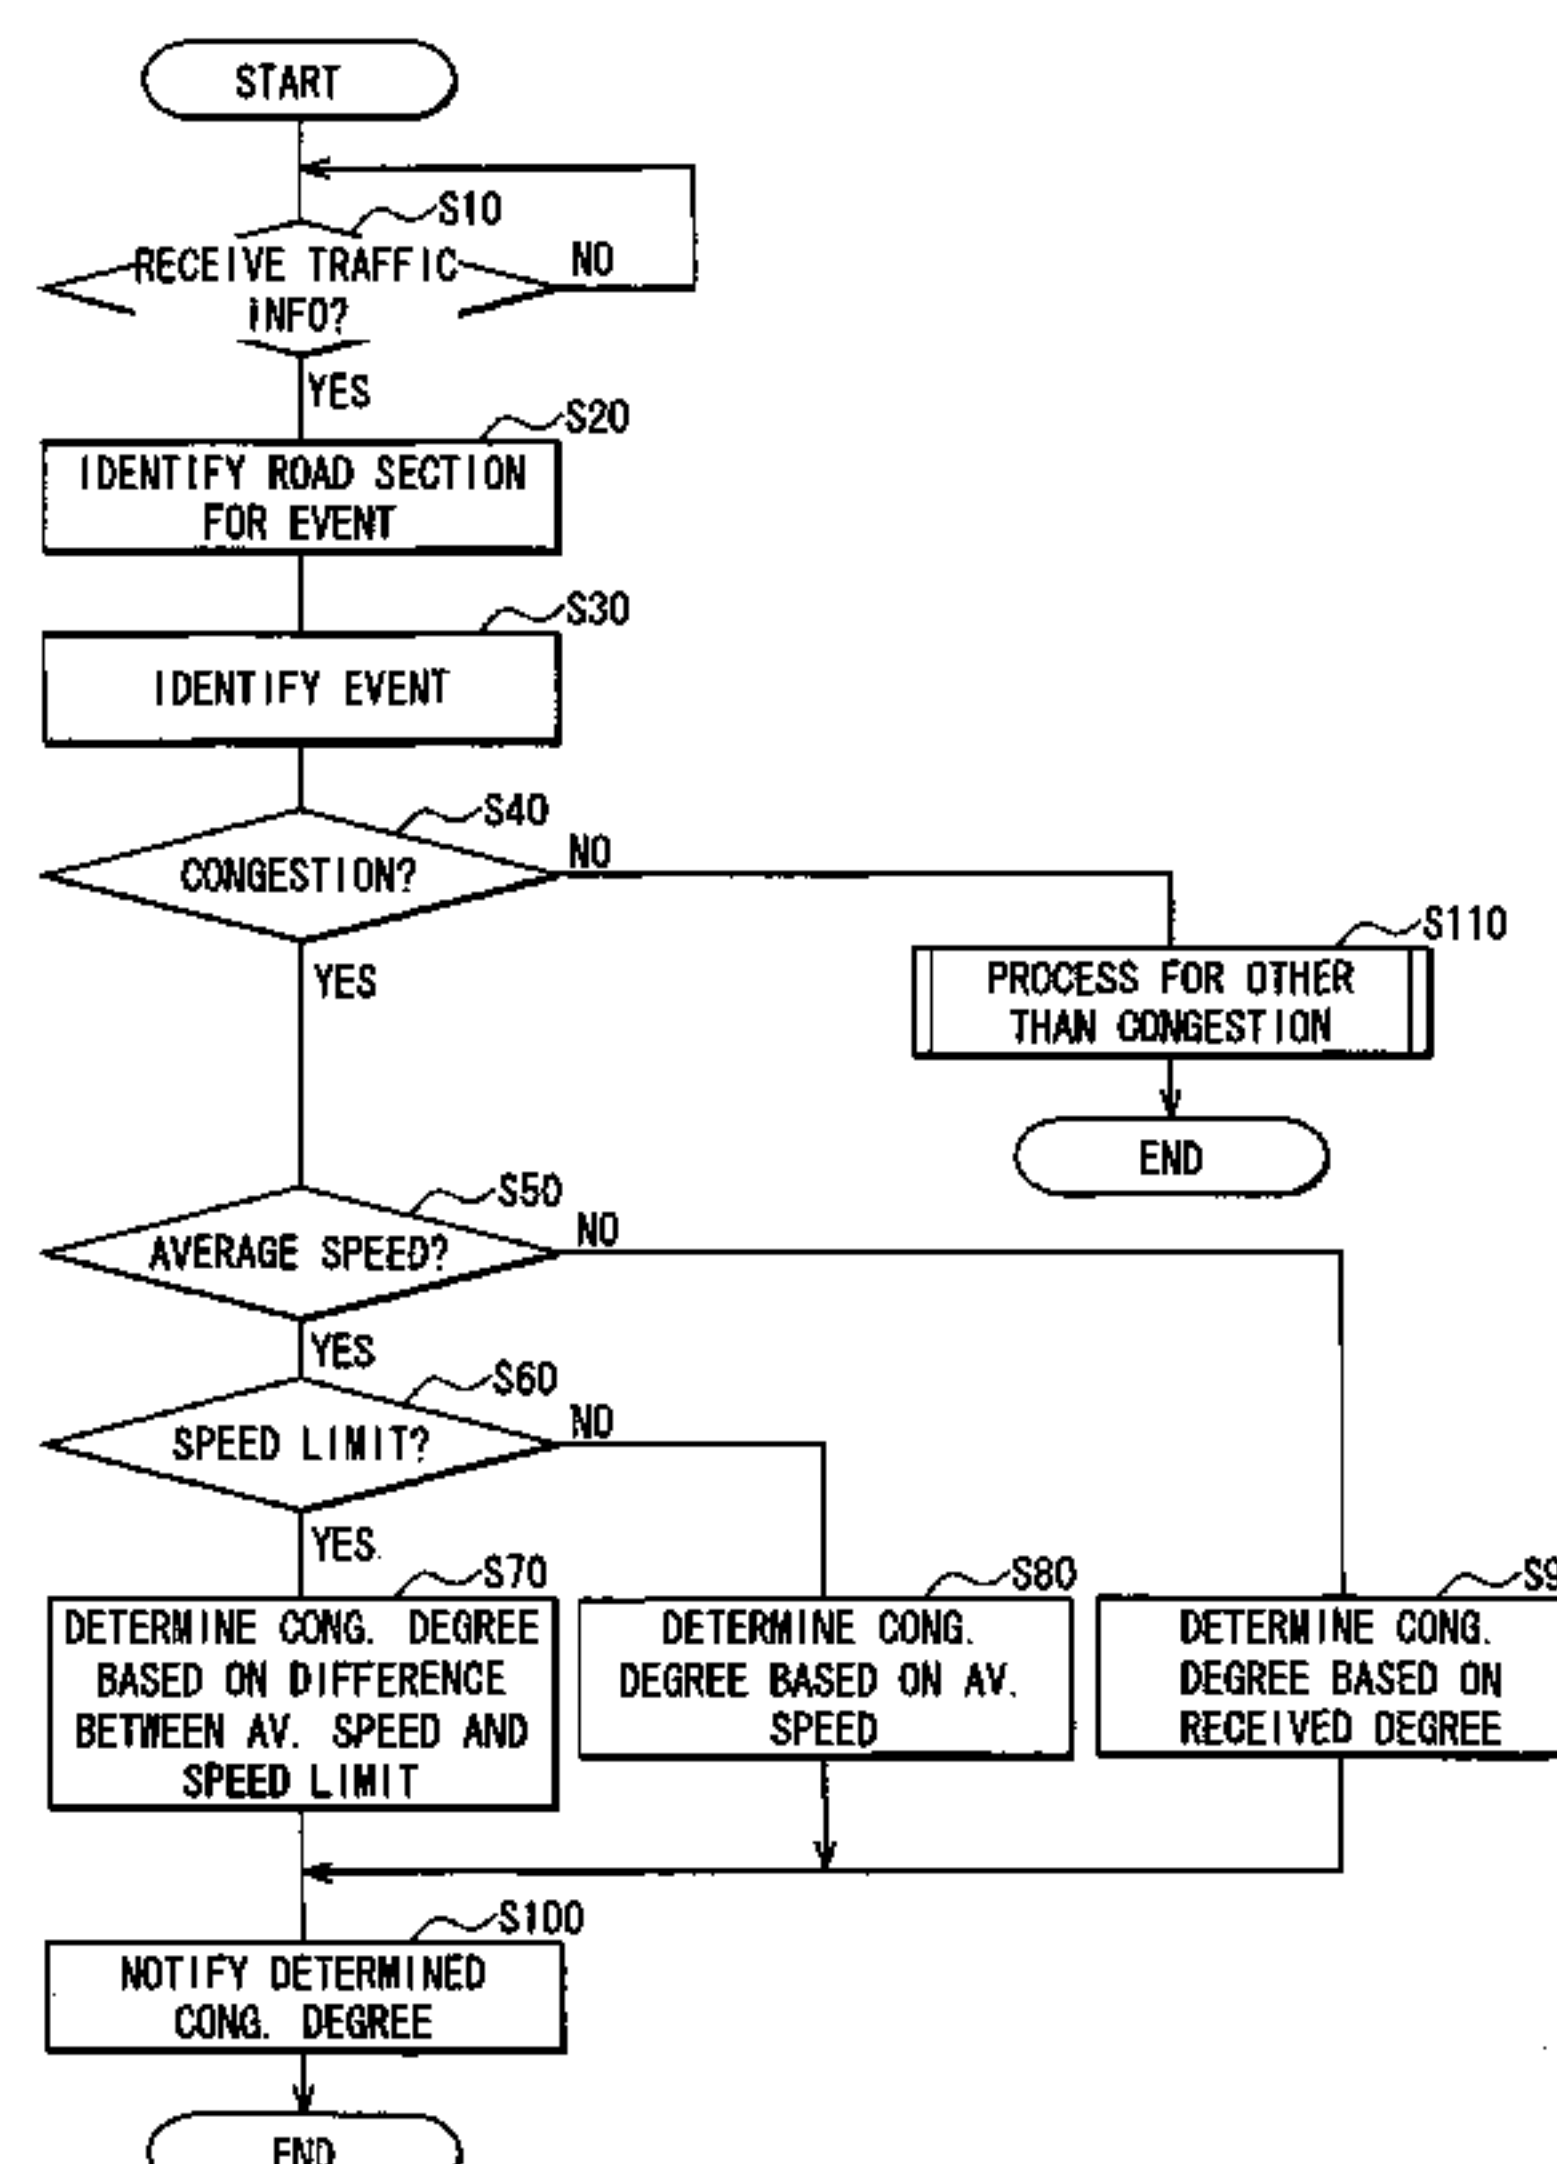 START
S10
RECEIVE TRAFFIC
INFO?
NO
YES
S20
IDENTIFY ROAD SECTION
FOR EVENT
S30
IDENTIFY EVENT
S40
CONGESTION?
NO
YES
S110
PROCESS FOR OTHER
THAN CONGESTION
END
S50
AVERAGE SPEED?
NO
YES
S60
SPEED LIMIT?
NO
YES
S70
DETERMINE CONG. DEGREE
BASED ON DIFFERENCE
BETWEEN AV. SPEED AND
SPEED LIMIT
S80
DETERMINE CONG.
DEGREE BASED ON AV.
SPEED
S9
DETERMINE CONG.
DEGREE BASED ON
RECEIVED DEGREE
S100
NOTIFY DETERMINED
CONG. DEGREE
END